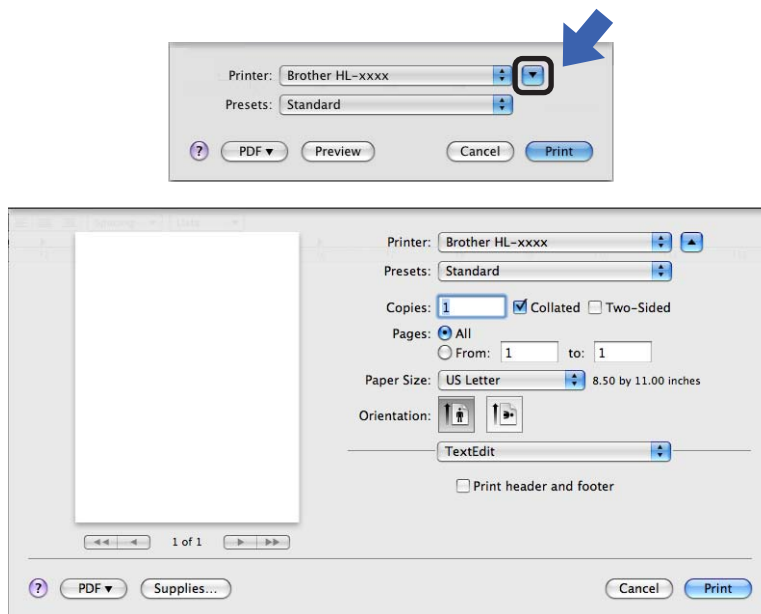 Printer: Brother HL-xxxx
Presets: Standard
? PDF▼ Preview Cancel Print
Printer: Brother HL-xxxx
Presets: Standard
Copies: 1 Collated Two-Sided
Pages: All
From: 1 to: 1
Paper Size: US Letter 8.50 by 11.00 inches
Orientation:
TextEdit
Print header and footer
1 of 1
? PDF▼ Supplies... Cancel Print